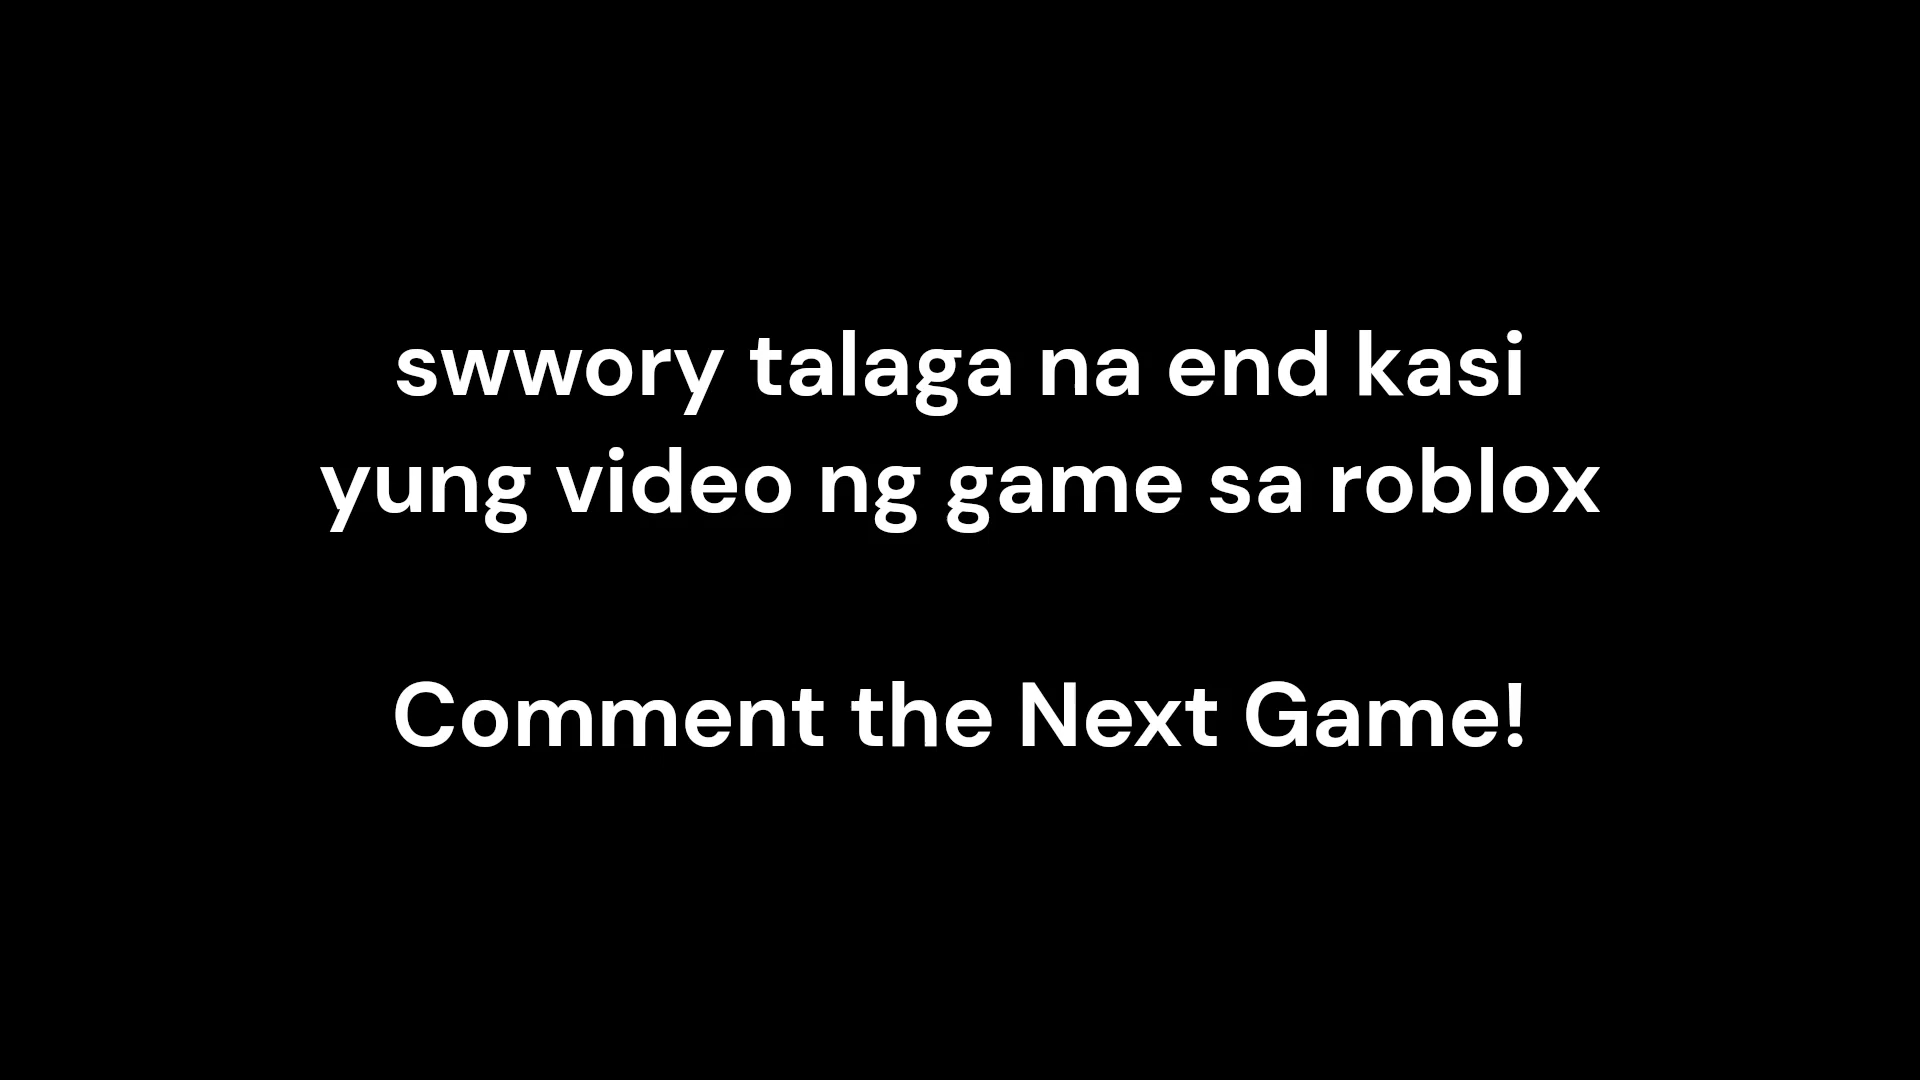 swwory talaga na end kasi
yung video ng game sa roblox
Comment the Next Game!